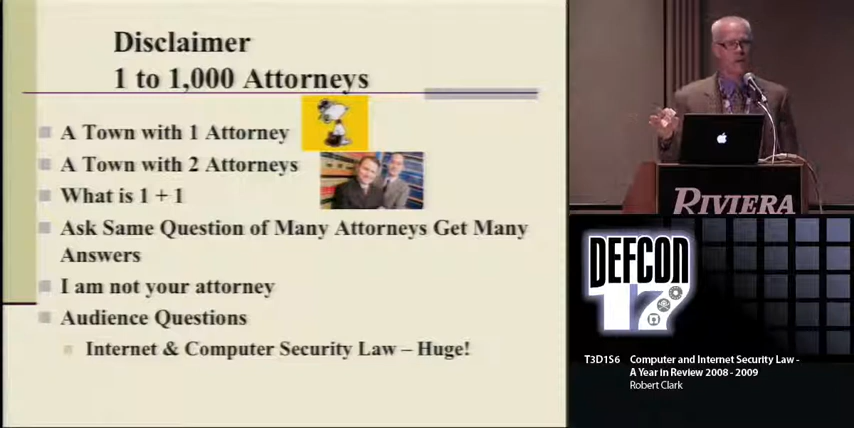 Disclaimer
1 to 1,000 Attorneys
A Town with 1 Attorney
A Town with 2 Attorneys
What is 1 + 1
Ask Same Question of Many Attorneys Get Many
Answers
I am not your attorney
Audience Questions
Internet & Computer Security Law – Huge!
RIVIERA
DEFCON
17
T3D1S6 Computer and Internet Security Law -
A Year in Review 2008 - 2009
Robert Clark